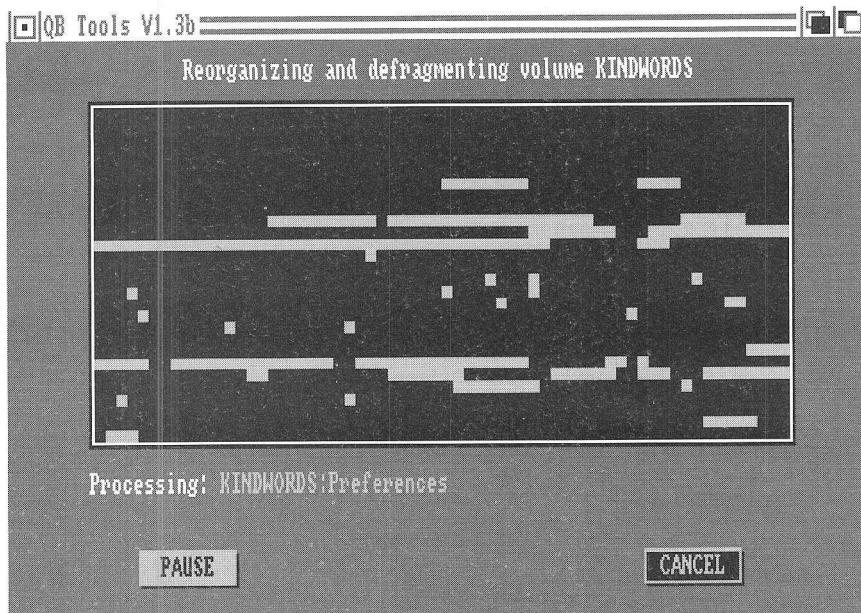 QB Tools V1.3b
Reorganizing and defragmenting volume KINDWORDS
Processing: KINDWORDS:Preferences
PAUSE
CANCEL